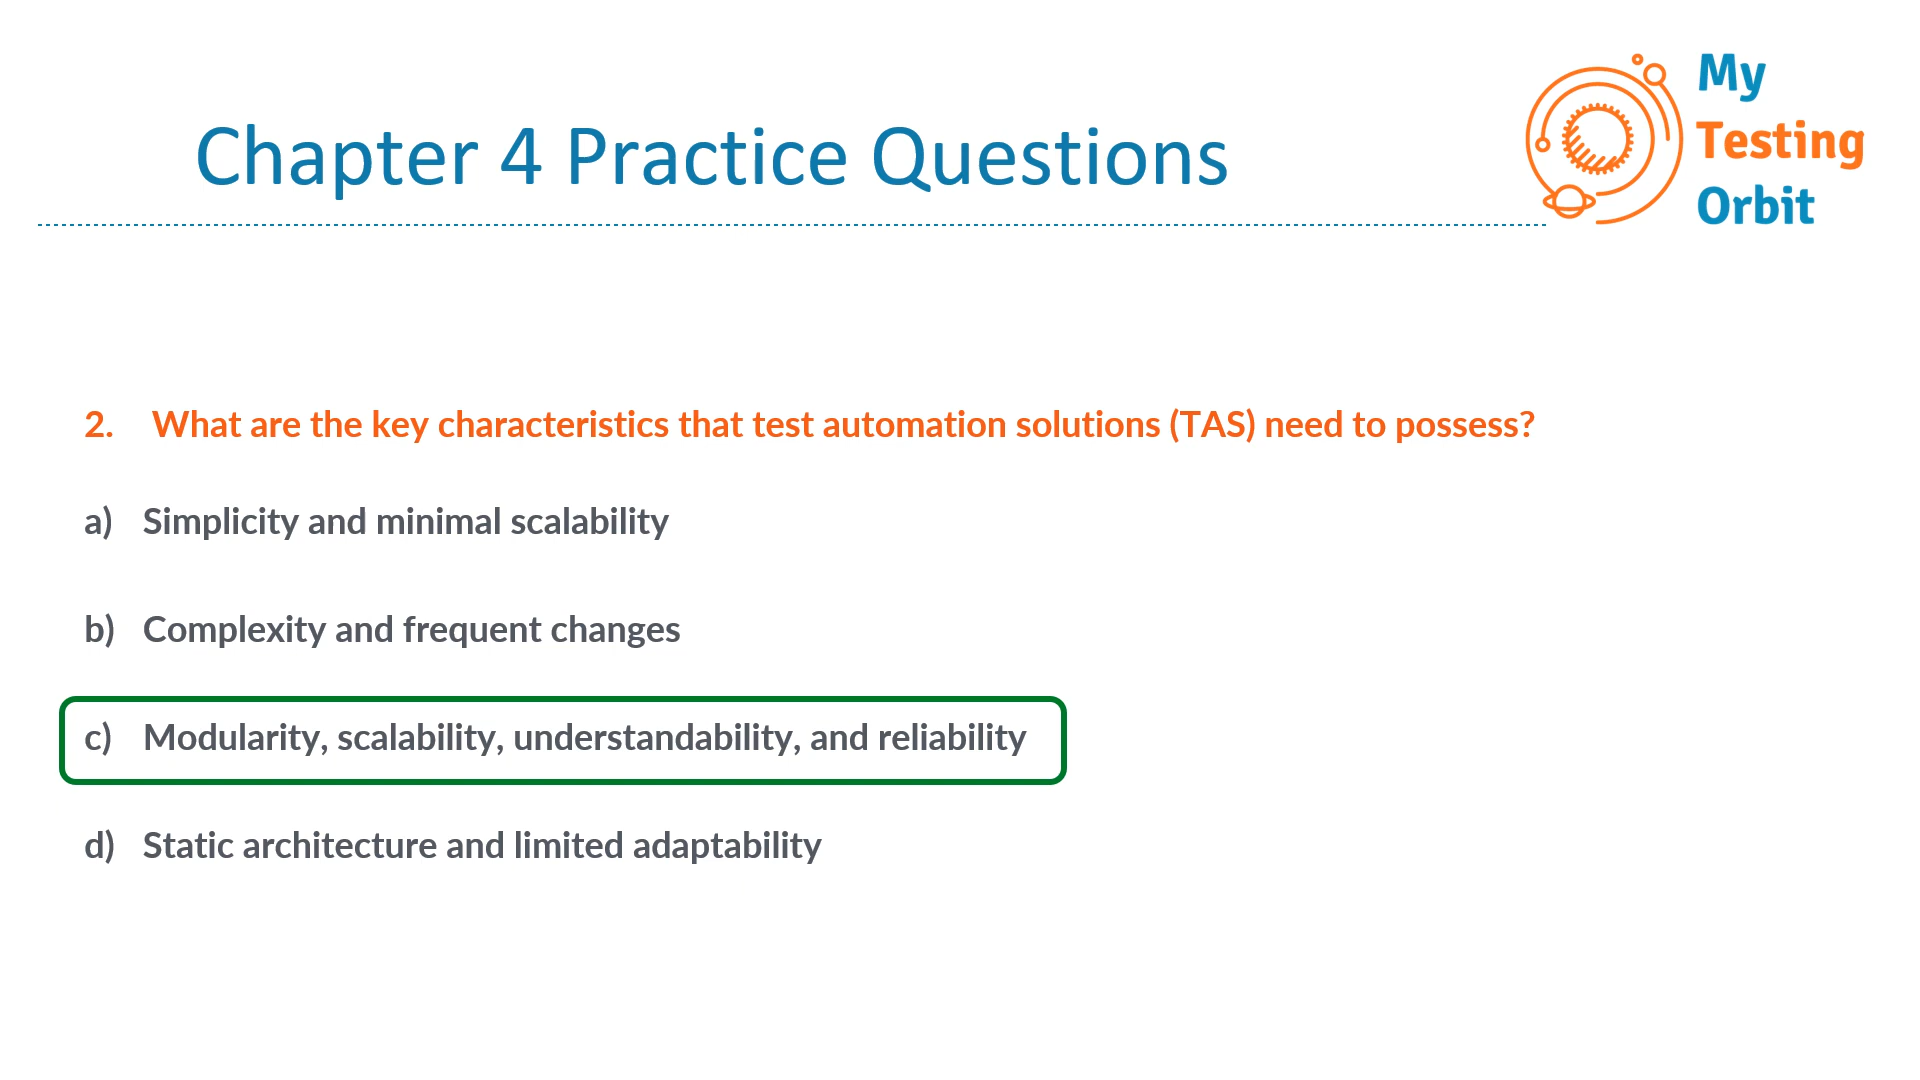 Chapter 4 Practice Questions
My
Testing
Orbit
2. What are the key characteristics that test automation solutions (TAS) need to possess?
a) Simplicity and minimal scalability
b) Complexity and frequent changes
c) Modularity, scalability, understandability, and reliability
d) Static architecture and limited adaptability